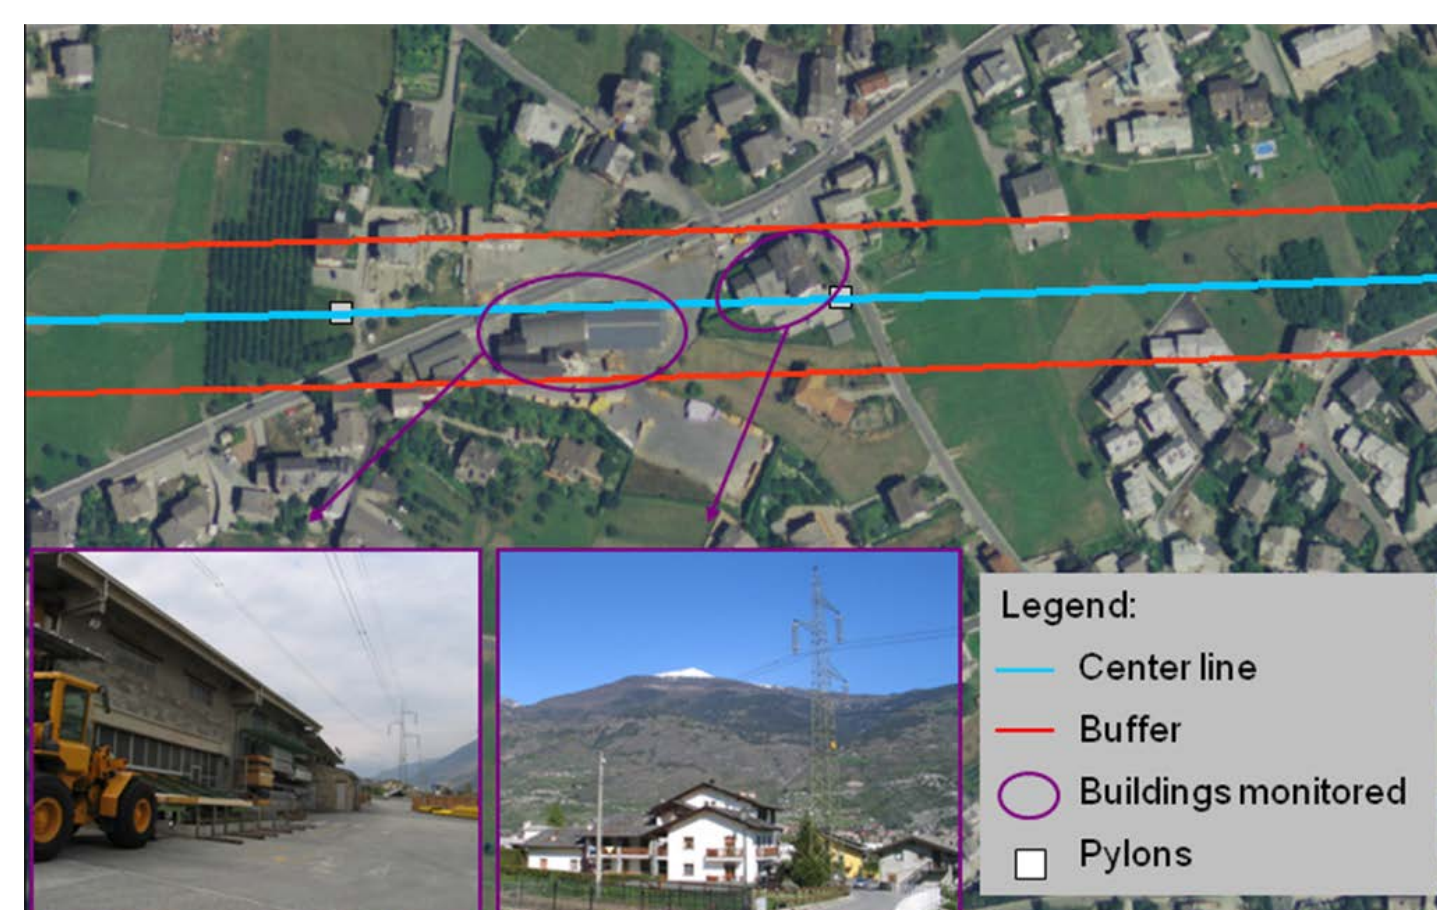 Legend:
Center line
Buffer
Buildings monitored
Pylons